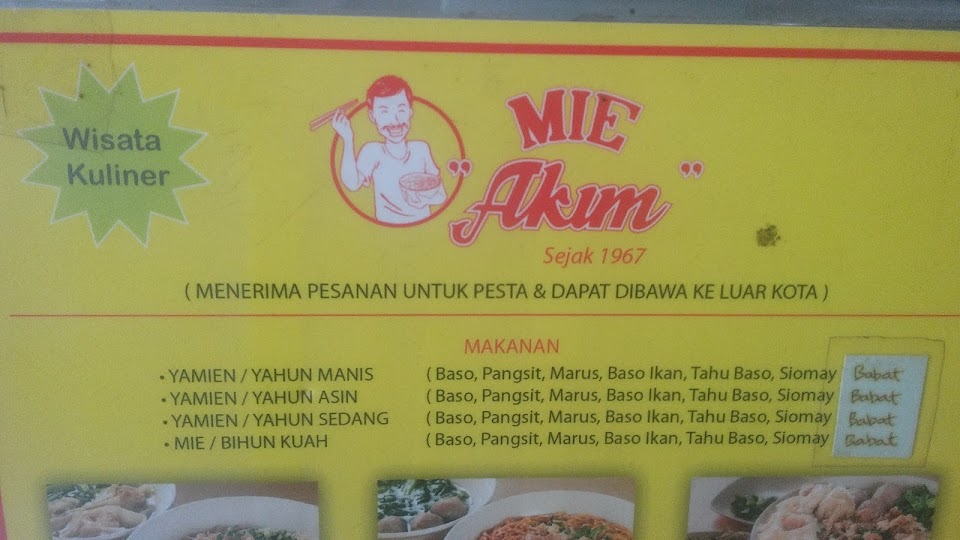 Wisata
Kuliner
MIE
"Akim"
Sejak 1967
( MENERIMA PESANAN UNTUK PESTA & DAPAT DIBAWA KE LUAR KOTA )
MAKANAN
• YAMIEN / YAHUN MANIS ( Baso, Pangsit, Marus, Baso Ikan, Tahu Baso, Siomay Babat
• YAMIEN / YAHUN ASIN ( Baso, Pangsit, Marus, Baso Ikan, Tahu Baso, Siomay Babat
• YAMIEN / YAHUN SEDANG ( Baso, Pangsit, Marus, Baso Ikan, Tahu Baso, Siomay Babat
• MIE / BIHUN KUAH ( Baso, Pangsit, Marus, Baso Ikan, Tahu Baso, Siomay Babat